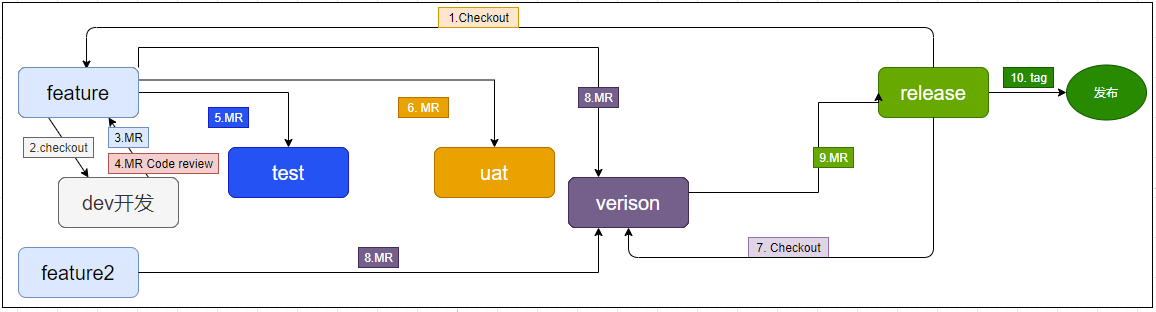 1.Checkout
feature
8.MR
release
10. tag
发布
5.MR
6. MR
2.checkout
3.MR
4.MR Code review
test
uat
9.MR
dev开发
verison
7. Checkout
feature2
8.MR